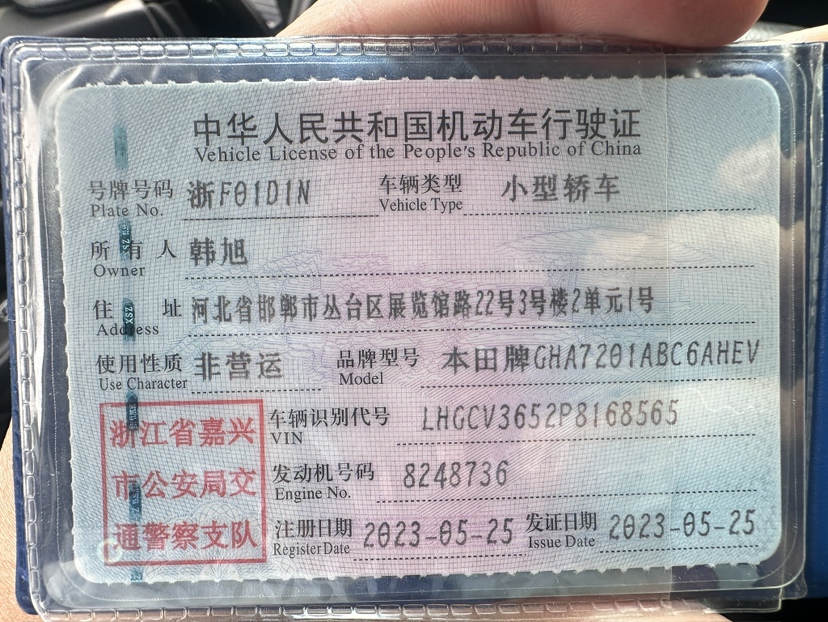 中华人民共和国机动车行驶证
Vehicle License of the People's Republic of China
号牌号码 浙F01D1N 车辆类型 小型轿车
Plate No. Vehicle Type
所有人 韩旭
Owner
住址 河北省邯郸市丛台区展览馆路22号3号楼2单元1号
Address
使用性质 非营运 品牌型号 本田牌GHA7201ABC6AHEV
Use Character Model
浙江省嘉兴
市公安局交
通警察支队
车辆识别代号 LHGCV3652P8168565
VIN
发动机号码 8248736
Engine No.
注册日期 2023-05-25 发证日期 2023-05-25
Register Date Issue Date